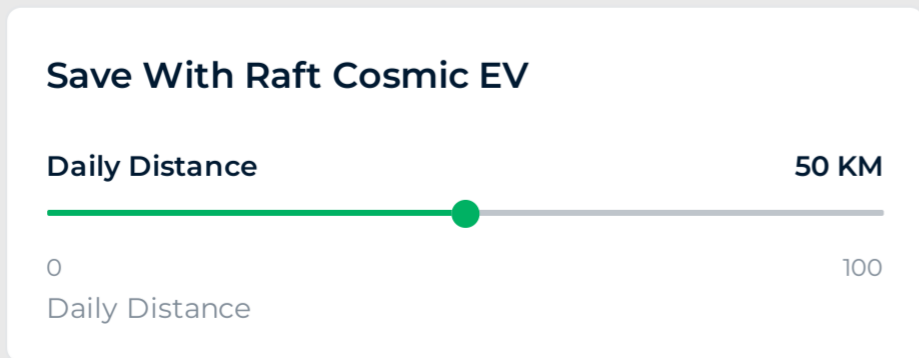 Save With Raft Cosmic EV
Daily Distance 50 KM
0 100
Daily Distance